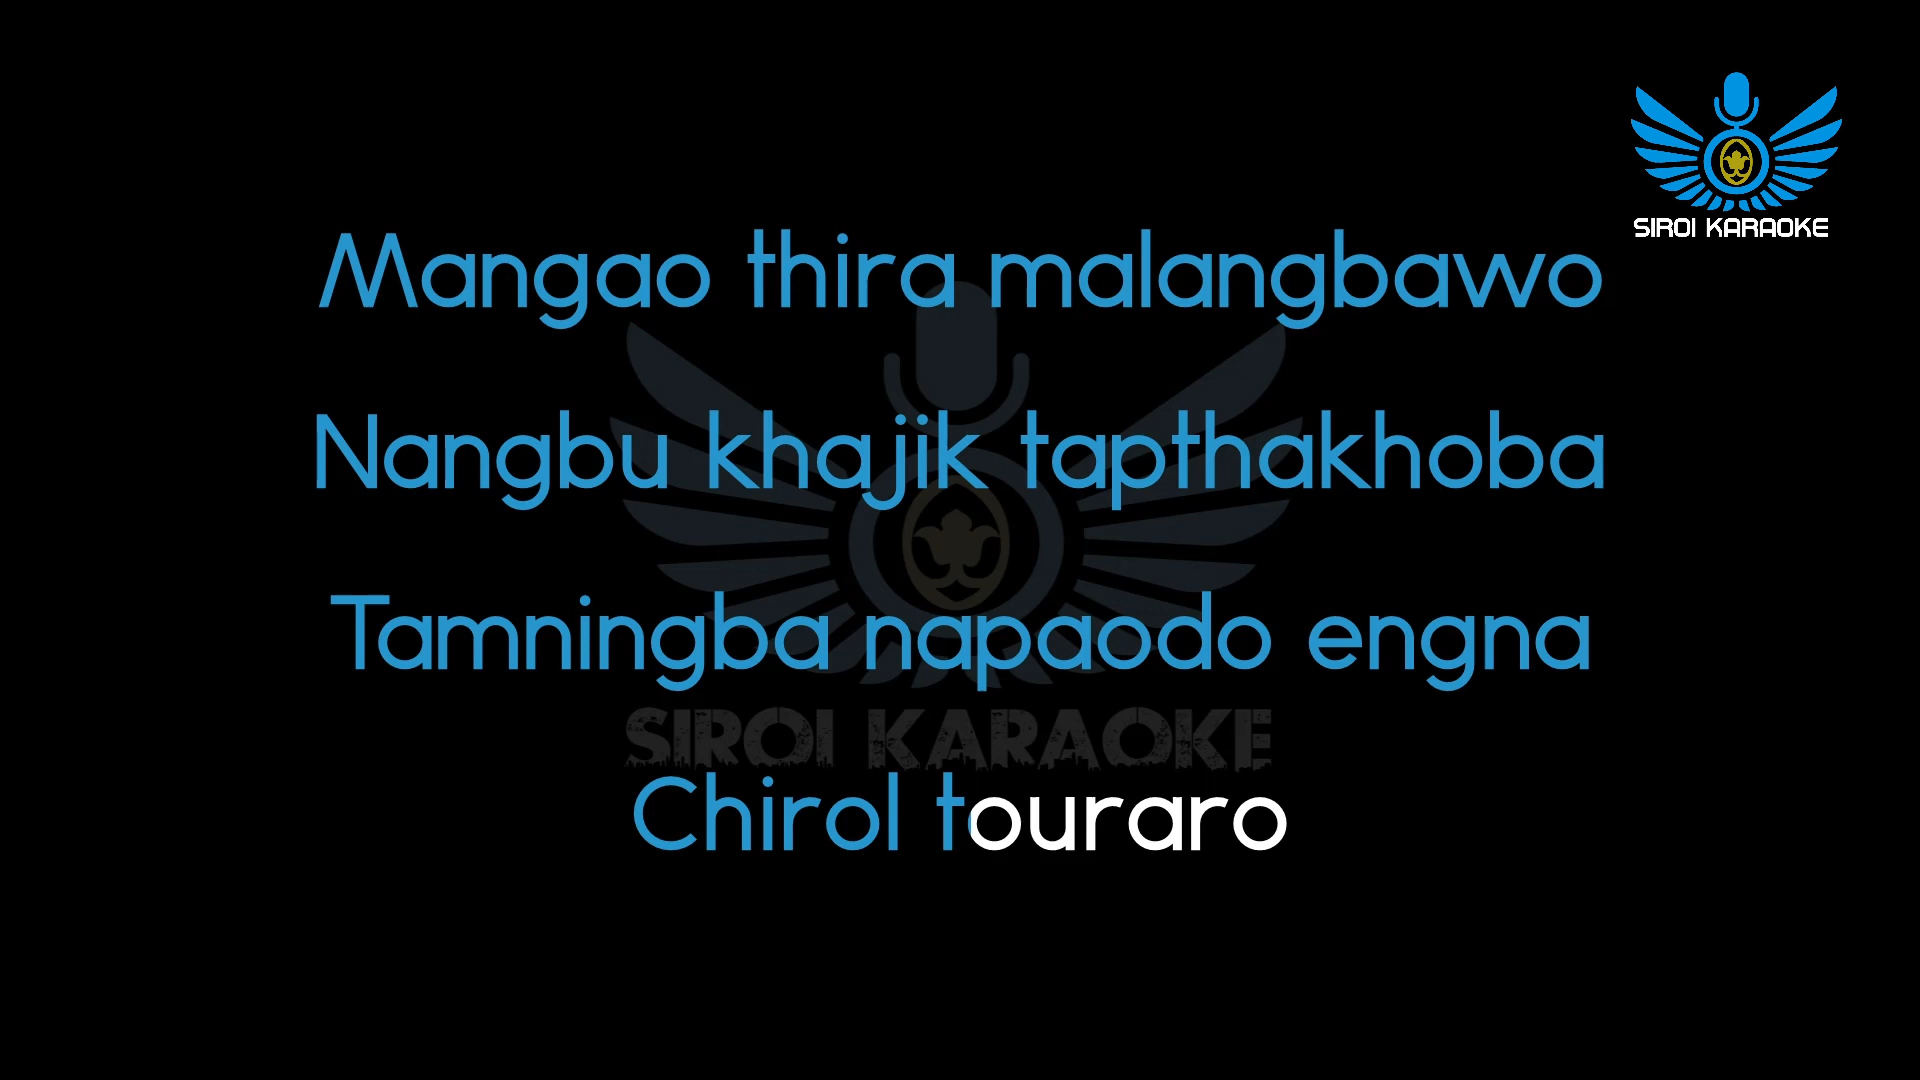 SIROI KARAOKE
Mangao thira malangbawo
Nangbu khajik tapthakhoba
Tamningba napaodo engna
SIROI KARAOKE
Chirol touraro